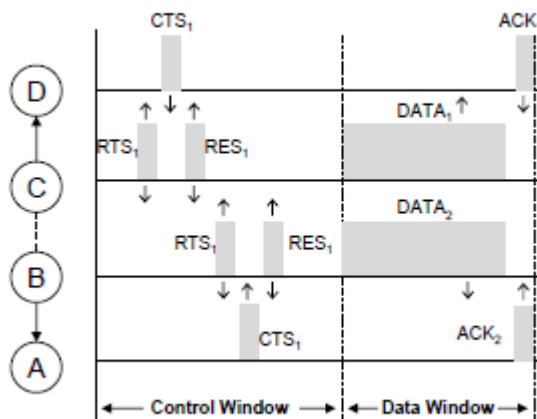 CTS1 ACK
D
DATA1
RTS1 RES1
C
DATA2
RTS1 RES1
B
CTS1 ACK2
A
Control Window Data Window